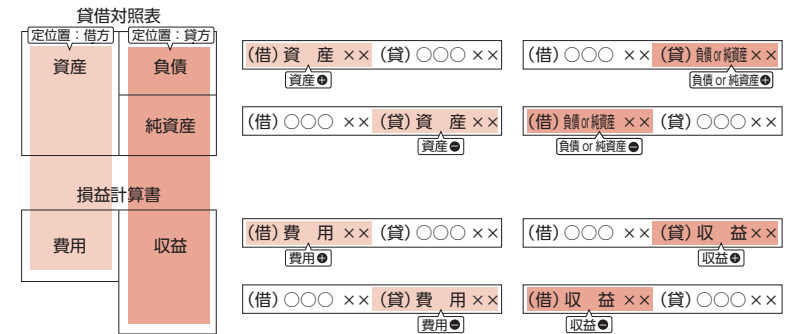 貸借対照表
定位置：借方 定位置：貸方
資産 負債
純資産
(借)資 産 ×× (貸)○○○ ××
資産⊕
(借)○○○ ×× (貸)負債or純資産××
負債 or 純資産⊕
(借)○○○ ×× (貸)資 産××
資産⊖
(借)負債or純資産 ×× (貸)○○○××
負債 or 純資産⊖
損益計算書
費用 収益
(借)費 用 ×× (貸)○○○ ××
費用⊕
(借)○○○ ×× (貸)収 益××
収益⊕
(借)○○○ ×× (貸)費 用××
費用⊖
(借)収 益 ×× (貸)○○○××
収益⊖